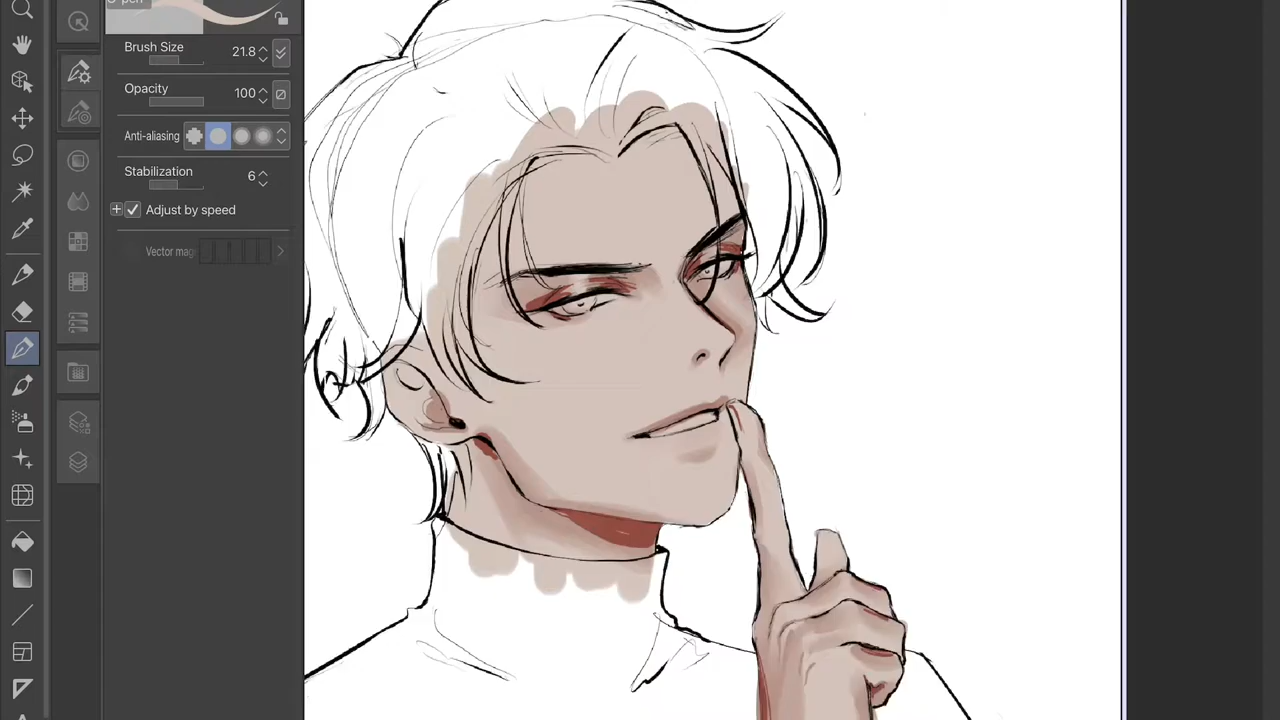 Brush Size 21.8
Opacity 100
Anti-aliasing
Stabilization 6
Adjust by speed
Vector mag